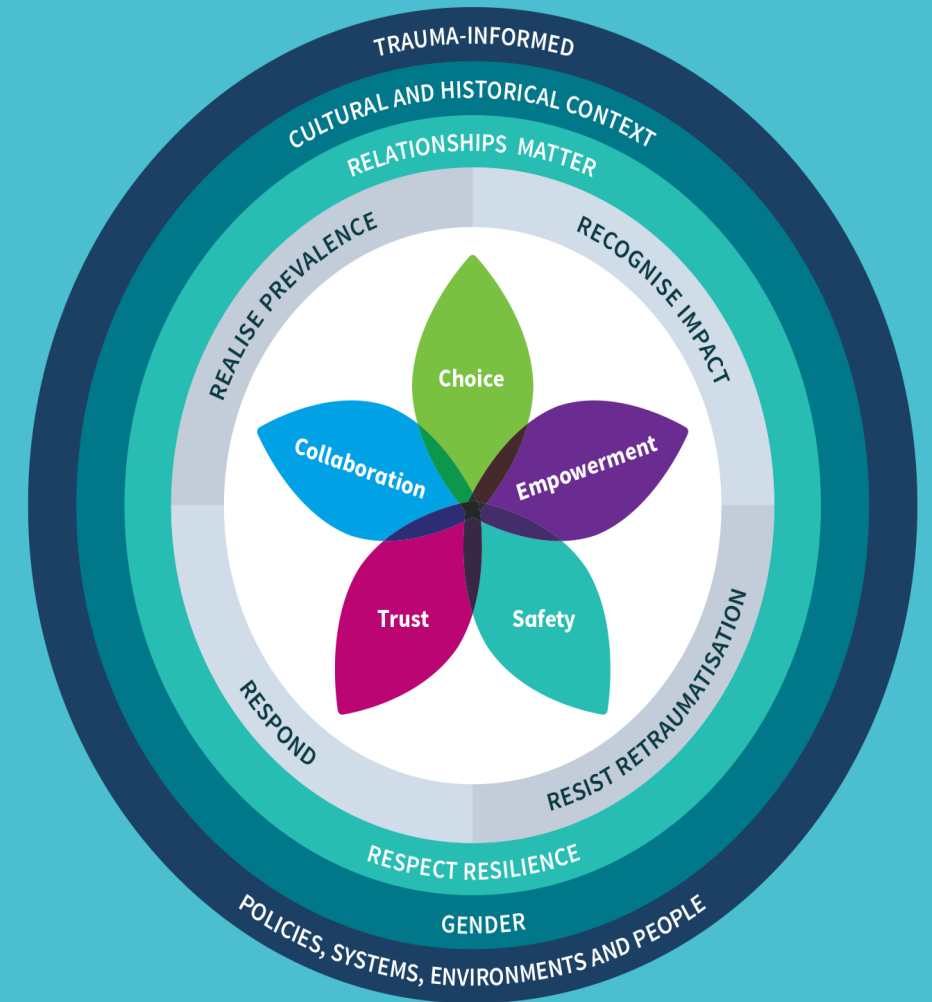 TRAUMA-INFORMED
CULTURAL AND HISTORICAL CONTEXT
RELATIONSHIPS MATTER
REALISE PREVALENCE
RECOGNISE IMPACT
Choice
Collaboration
Empowerment
Trust
Safety
RESPOND
RESIST RETRAUMATISATION
RESPECT RESILIENCE
GENDER
POLICIES, SYSTEMS, ENVIRONMENTS AND PEOPLE